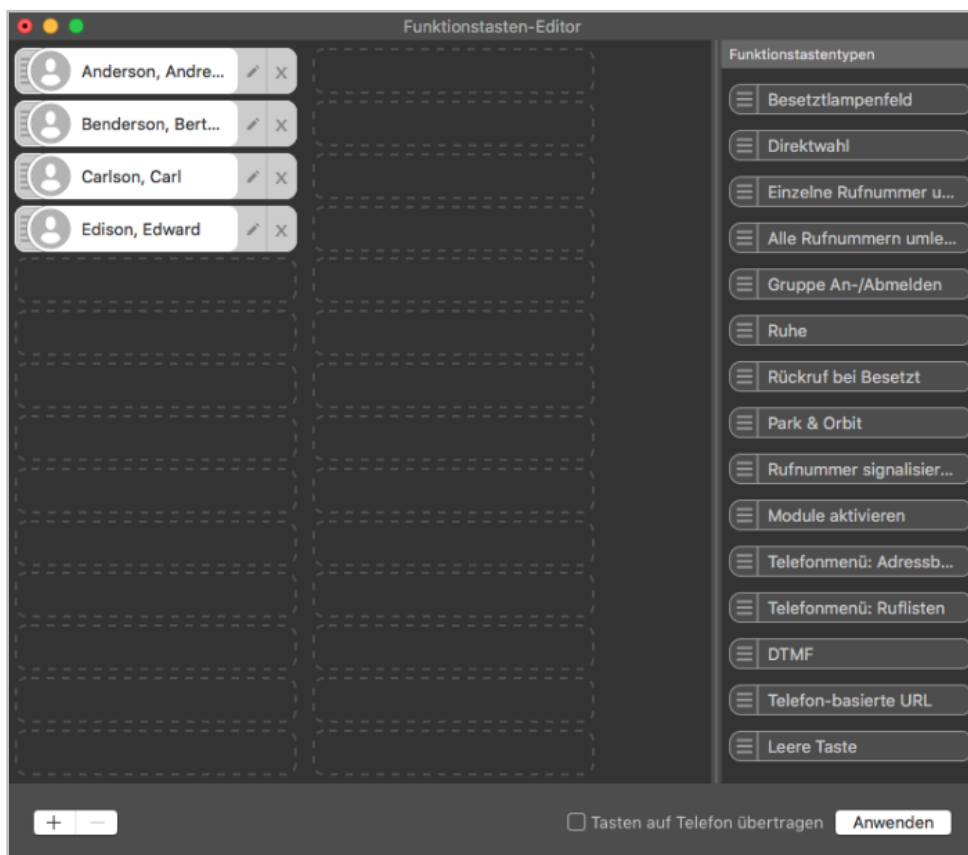 Funktionstasten-Editor
Anderson, Andre...
Benderson, Bert...
Carlson, Carl
Edison, Edward
Funktionstastentypen
Besetztlampenfeld
Direktwahl
Einzelne Rufnummer u...
Alle Rufnummern umle...
Gruppe An-/Abmelden
Ruhe
Rückruf bei Besetzt
Park & Orbit
Rufnummer signalisier...
Module aktivieren
Telefonmenü: Adressb...
Telefonmenü: Ruflisten
DTMF
Telefon-basierte URL
Leere Taste
Tasten auf Telefon übertragen
Anwenden